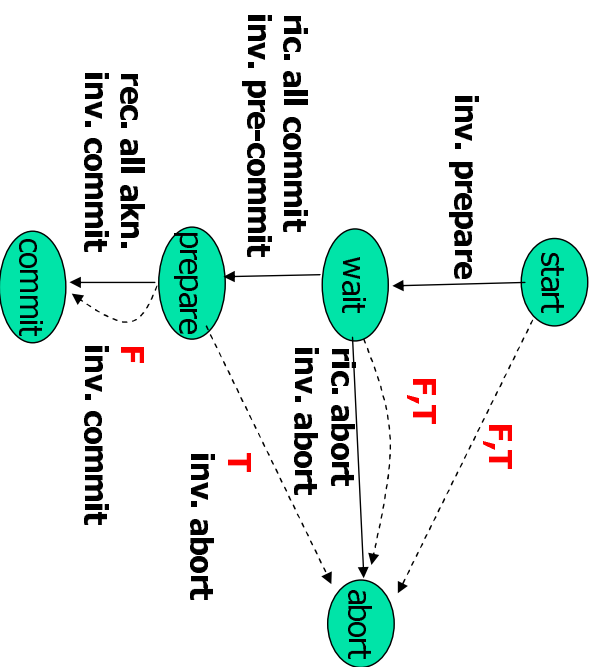 start
inv. prepare
F,T
wait
F,T
ric. all commit
inv. pre-commit
ric. abort
inv. abort
abort
prepare
T
inv. abort
rec. all akn.
inv. commit
F
inv. commit
commit